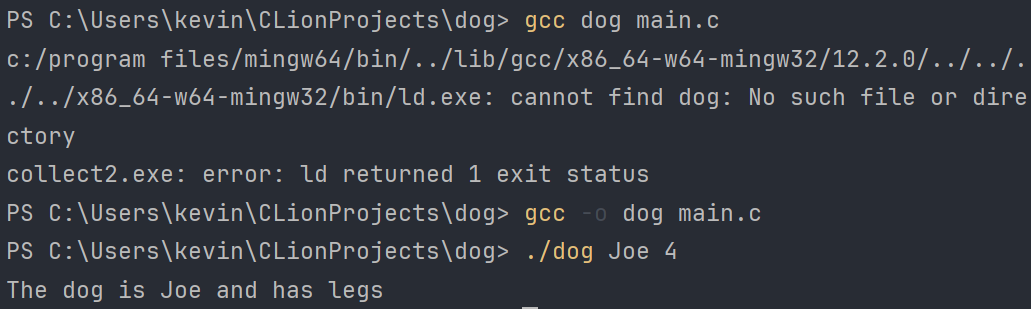 PS C:\Users\kevin\CLionProjects\dog> gcc dog main.c
c:/program files/mingw64/bin/../lib/gcc/x86_64-w64-mingw32/12.2.0/../../.
./../x86_64-w64-mingw32/bin/ld.exe: cannot find dog: No such file or dire
ctory
collect2.exe: error: ld returned 1 exit status
PS C:\Users\kevin\CLionProjects\dog> gcc -o dog main.c
PS C:\Users\kevin\CLionProjects\dog> ./dog Joe 4
The dog is Joe and has legs